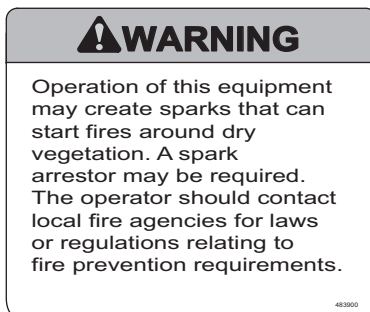 WARNING
Operation of this equipment
may create sparks that can
start fires around dry
vegetation. A spark
arrestor may be required.
The operator should contact
local fire agencies for laws
or regulations relating to
fire prevention requirements.
483900